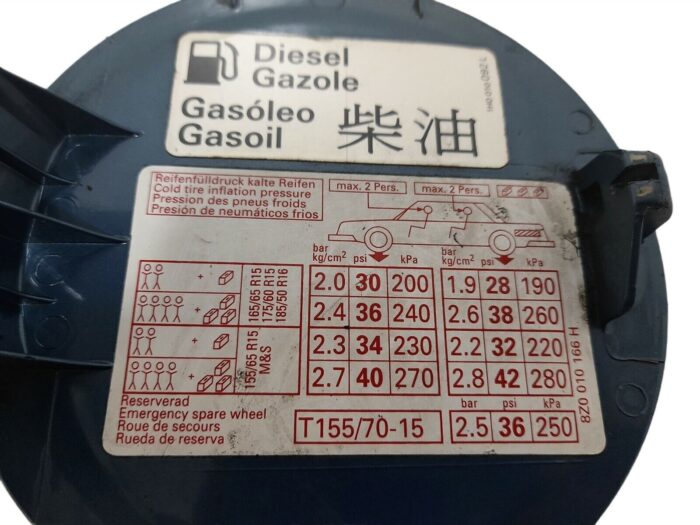 Diesel
Gazole
Gasóleo
Gasoil
柴油
1H0 010 092 L
Reifenfülldruck kalte Reifen
Cold tire inflation pressure
Pression des pneus froids
Presión de neumáticos frios
max. 2 Pers.
max. 2 Pers.
bar kg/cm² psi kPa bar kg/cm² psi kPa
165/65 R15
175/60 R15
185/50 R16
+ 2.0 30 200 1.9 28 190
+ 2.4 36 240 2.6 38 260
155/65 R15
M&S
+ 2.3 34 230 2.2 32 220
+ 2.7 40 270 2.8 42 280
Reserverad
Emergency spare wheel
Roue de secours
Rueda de reserva
T155/70-15
bar psi kPa
2.5 36 250
8Z0 010 166 H